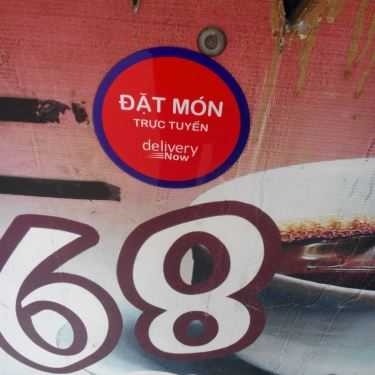 ĐẶT MÓN
TRỰC TUYẾN
delivery
Now
68